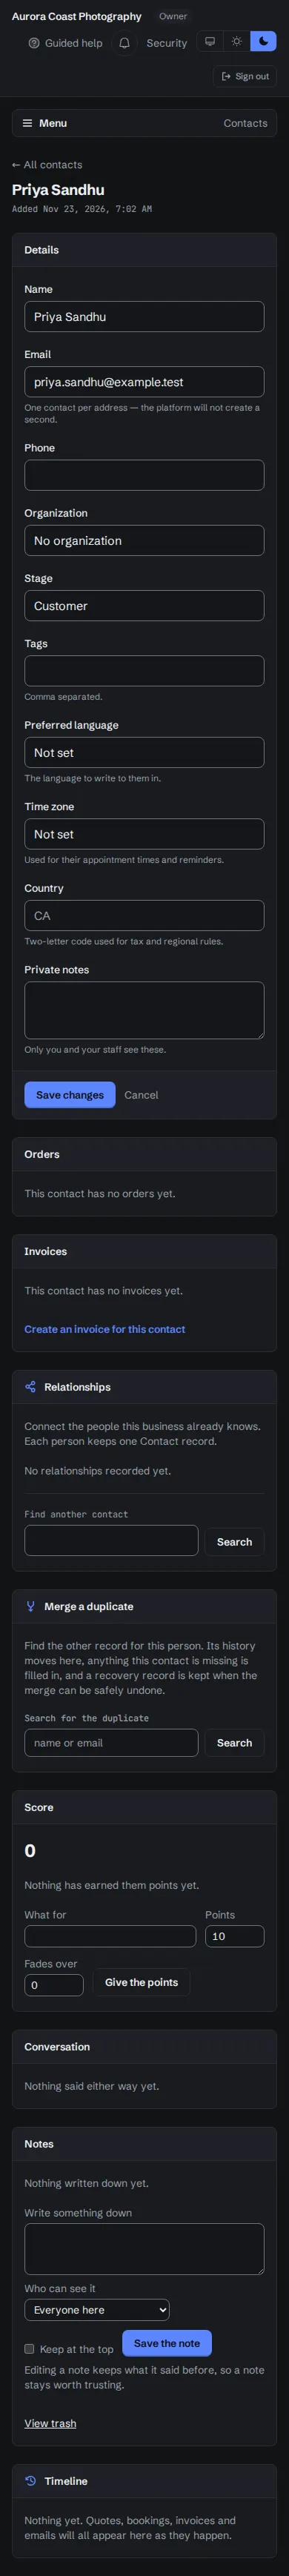 Aurora Coast Photography Owner
Guided help Security
Sign out
Menu Contacts
← All contacts
Priya Sandhu
Added Nov 23, 2026, 7:02 AM
Details
Name
Priya Sandhu
Email
priya.sandhu@example.test
One contact per address — the platform will not create a
second.
Phone
Organization
No organization
Stage
Customer
Tags
Comma separated.
Preferred language
Not set
The language to write to them in.
Time zone
Not set
Used for their appointment times and reminders.
Country
CA
Two-letter code used for tax and regional rules.
Private notes
Only you and your staff see these.
Save changes Cancel
Orders
This contact has no orders yet.
Invoices
This contact has no invoices yet.
Create an invoice for this contact
Relationships
Connect the people this business already knows.
Each person keeps one Contact record.
No relationships recorded yet.
Find another contact
Search
Merge a duplicate
Find the other record for this person. Its history
moves here, anything this contact is missing is
filled in, and a recovery record is kept when the
merge can be safely undone.
Search for the duplicate
name or email Search
Score
0
Nothing has earned them points yet.
What for Points
10
Fades over
0 Give the points
Conversation
Nothing said either way yet.
Notes
Nothing written down yet.
Write something down
Who can see it
Everyone here
Keep at the top Save the note
Editing a note keeps what it said before, so a note
stays worth trusting.
View trash
Timeline
Nothing yet. Quotes, bookings, invoices and
emails will all appear here as they happen.